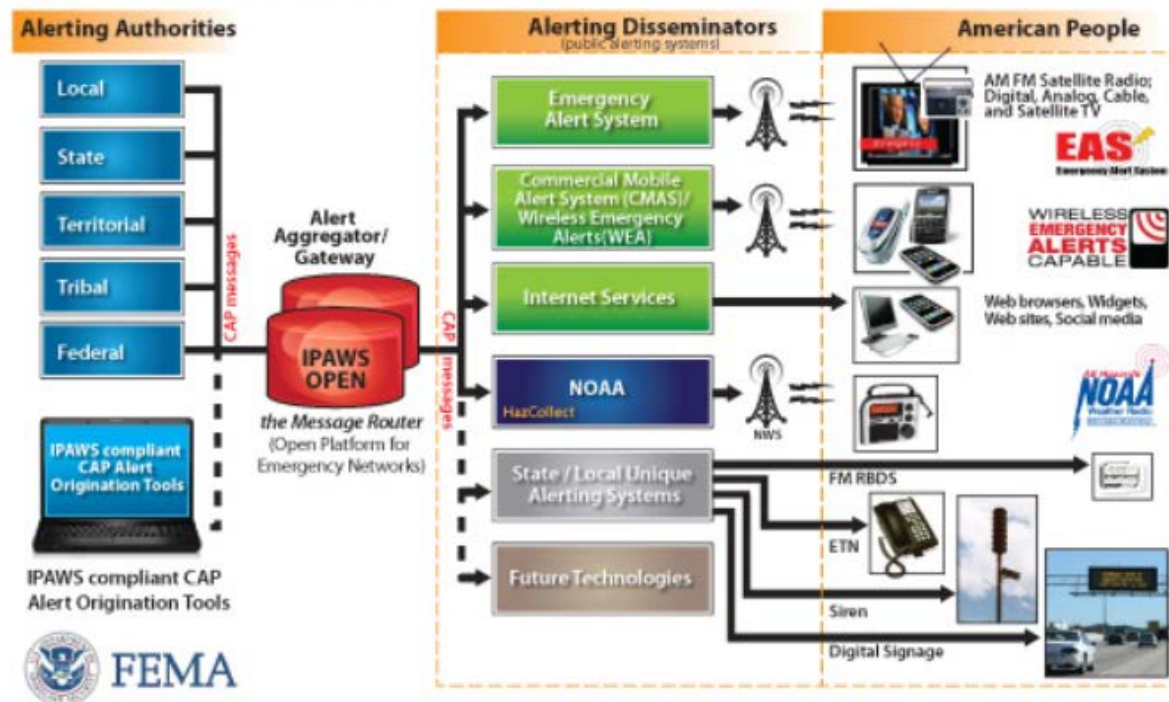 Alerting Authorities
Local
State
Territorial
Tribal
Federal
CAP messages
IPAWS compliant
CAP Alert
Origination Tools
IPAWS compliant CAP
Alert Origination Tools
FEMA
Alert
Aggregator/
Gateway
IPAWS
OPEN
the Message Router
(Open Platform for
Emergency Networks)
CAP messages
Alerting Disseminators
(public alerting systems)
Emergency
Alert System
Commercial Mobile
Alert System (CMAS)/
Wireless Emergency
Alerts(WEA)
Internet Services
NOAA
HazCollect
NWS
State / Local Unique
Alerting Systems
Future Technologies
American People
AM FM Satellite Radio;
Digital, Analog, Cable,
and Satellite TV
EAS
Emergency Alert System
WIRELESS
EMERGENCY
ALERTS
CAPABLE
Web browsers, Widgets,
Web sites, Social media
All Hazards
NOAA
Weather Radio
FM RBDS
ETN
Siren
Digital Signage